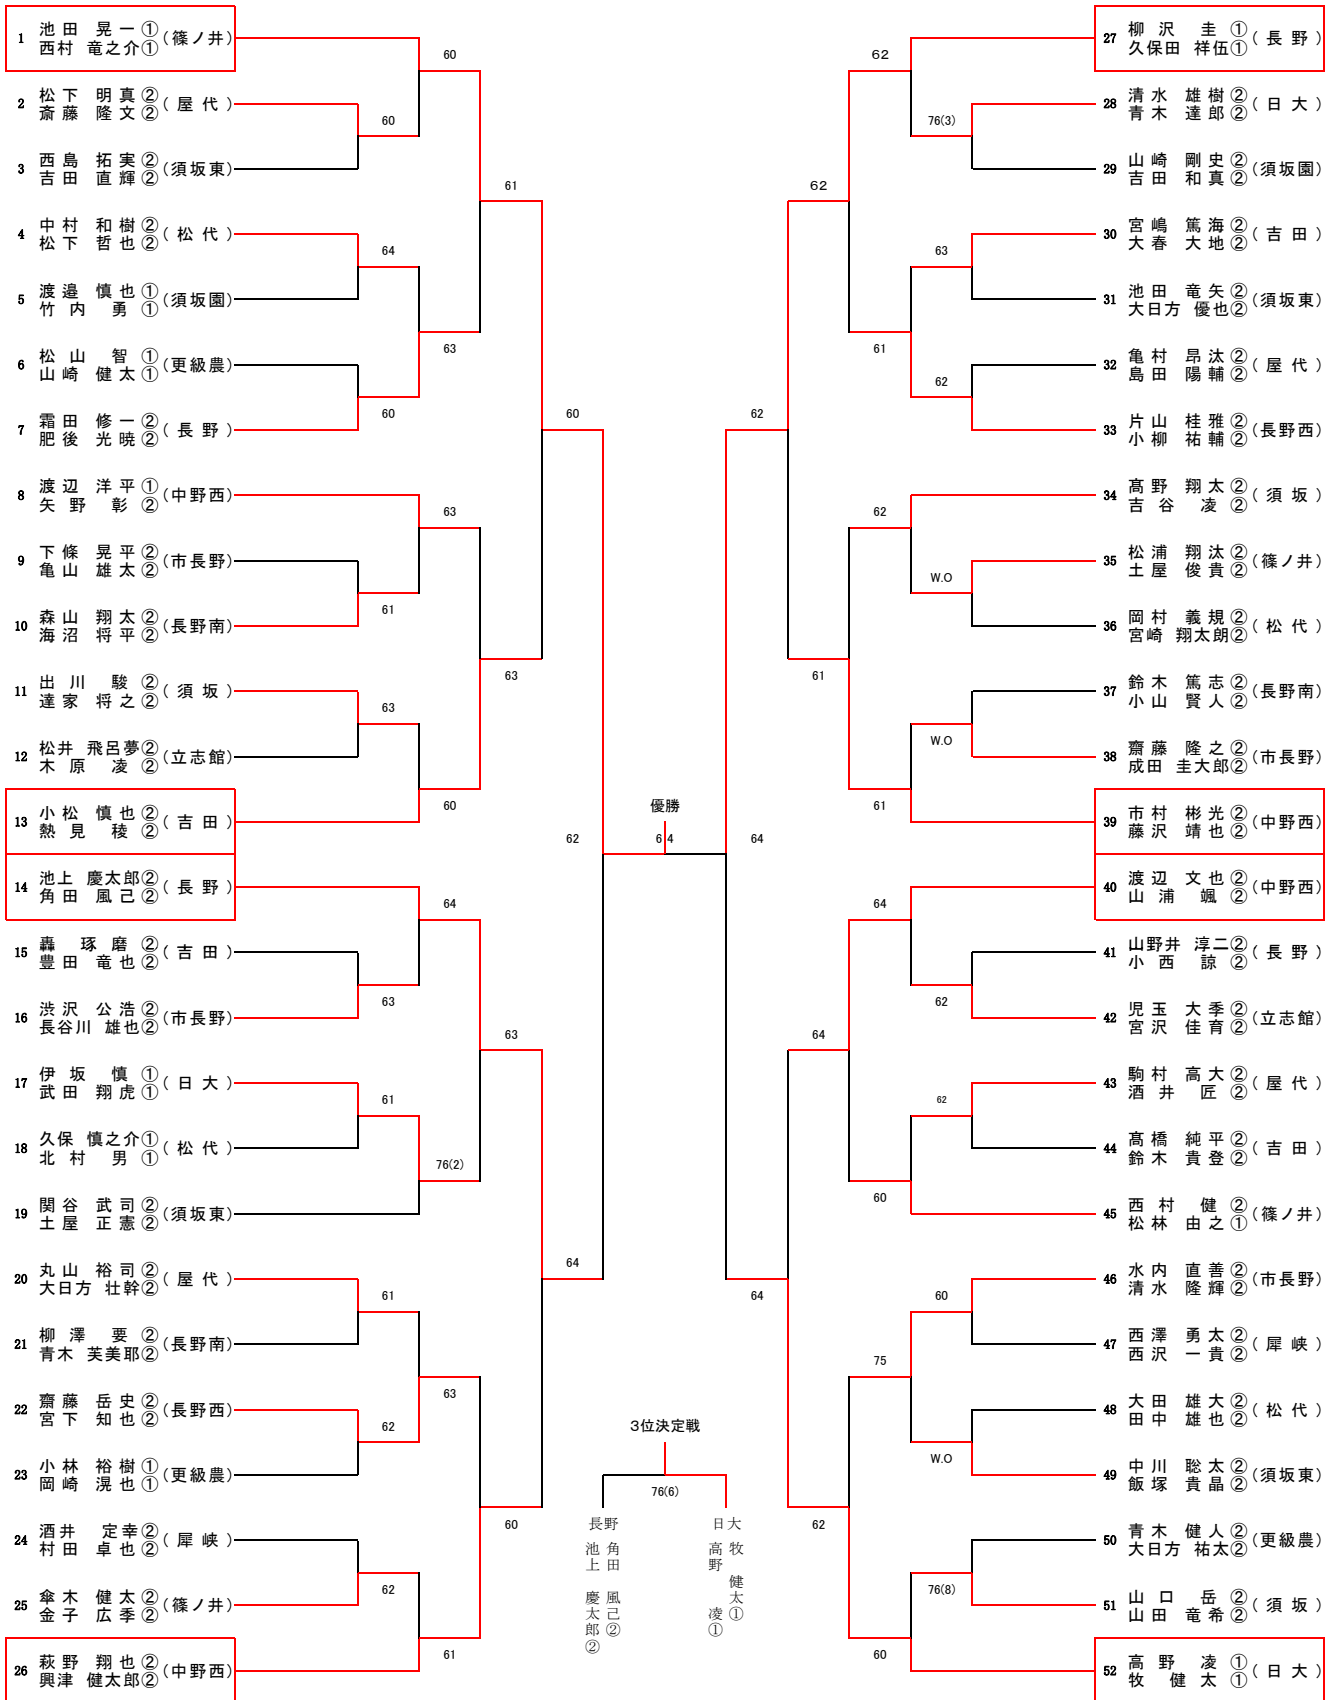 1 池田 晃一① (篠ノ井)
西村 竜之介①
2 松下 明真② (屋代)
斎藤 隆文②
3 西島 拓実② (須坂東)
吉田 直輝②
4 中村 和樹② (松代)
松下 哲也②
5 渡邉 慎也① (須坂園)
竹内 勇①
6 松山 智① (更級農)
山崎 健太①
7 霜田 修一② (長野)
肥後 光暁②
8 渡辺 洋平① (中野西)
矢野 彰②
9 下條 晃平② (市長野)
亀山 雄太②
10 森山 翔太② (長野南)
海沼 将平②
11 出川 駿② (須坂)
達家 将之②
12 松井 飛呂夢② (立志館)
木原 凌②
13 小松 慎也② (吉田)
熱見 稜②
14 池上 慶太郎② (長野)
角田 風己②
15 轟 琢磨② (吉田)
豊田 竜也②
16 渋沢 公浩② (市長野)
長谷川 雄也②
17 伊坂 慎① (日大)
武田 翔虎①
18 久保 慎之介① (松代)
北村 男①
19 関谷 武司② (須坂東)
土屋 正憲②
20 丸山 裕司② (屋代)
大日方 壮幹②
21 柳澤 要② (長野南)
青木 芙美耶②
22 齋藤 岳史② (長野西)
宮下 知也②
23 小林 裕樹① (更級農)
岡崎 滉也①
24 酒井 定幸② (犀峡)
村田 卓也②
25 傘木 健太② (篠ノ井)
金子 広季②
26 萩野 翔也② (中野西)
興津 健太郎②
60
60
61
64
63
60
60
63
61
63
63
60
62
64
63
63
61
76(2)
64
61
63
62
60
62
61
優勝
64
3位決定戦
76(6)
長野
角田 風己②
池上 慶太郎②
日大
牧 健太①
高野 凌①
62
76(3)
62
63
61
62
62
62
W.O
61
W.O
61
64
64
62
64
62
60
64
60
75
W.O
62
76(8)
60
27 柳沢 圭① (長野)
久保田 祥伍①
28 清水 雄樹② (日大)
青木 達郎②
29 山崎 剛史② (須坂園)
吉田 和真②
30 宮嶋 篤海② (吉田)
大春 大地②
31 池田 竜矢② (須坂東)
大日方 優也②
32 亀村 昂汰② (屋代)
島田 陽輔②
33 片山 桂雅② (長野西)
小柳 祐輔②
34 髙野 翔太② (須坂)
吉谷 凌②
35 松浦 翔汰② (篠ノ井)
土屋 俊貴②
36 岡村 義規② (松代)
宮崎 翔太朗②
37 鈴木 篤志② (長野南)
小山 賢人②
38 齋藤 隆之② (市長野)
成田 圭大郎②
39 市村 彬光② (中野西)
藤沢 靖也②
40 渡辺 文也② (中野西)
山浦 颯②
41 山野井 淳二② (長野)
小西 諒②
42 児玉 大季② (立志館)
宮沢 佳育②
43 駒村 高大② (屋代)
酒井 匠②
44 髙橋 純平② (吉田)
鈴木 貴登②
45 西村 健② (篠ノ井)
松林 由之①
46 水内 直善② (市長野)
清水 隆輝②
47 西澤 勇太② (犀峡)
西沢 一貴②
48 大田 雄大② (松代)
田中 雄也②
49 中川 聡太② (須坂東)
飯塚 貴晶②
50 青木 健人② (更級農)
大日方 祐太②
51 山口 岳② (須坂)
山田 竜希②
52 高野 凌① (日大)
牧 健太①